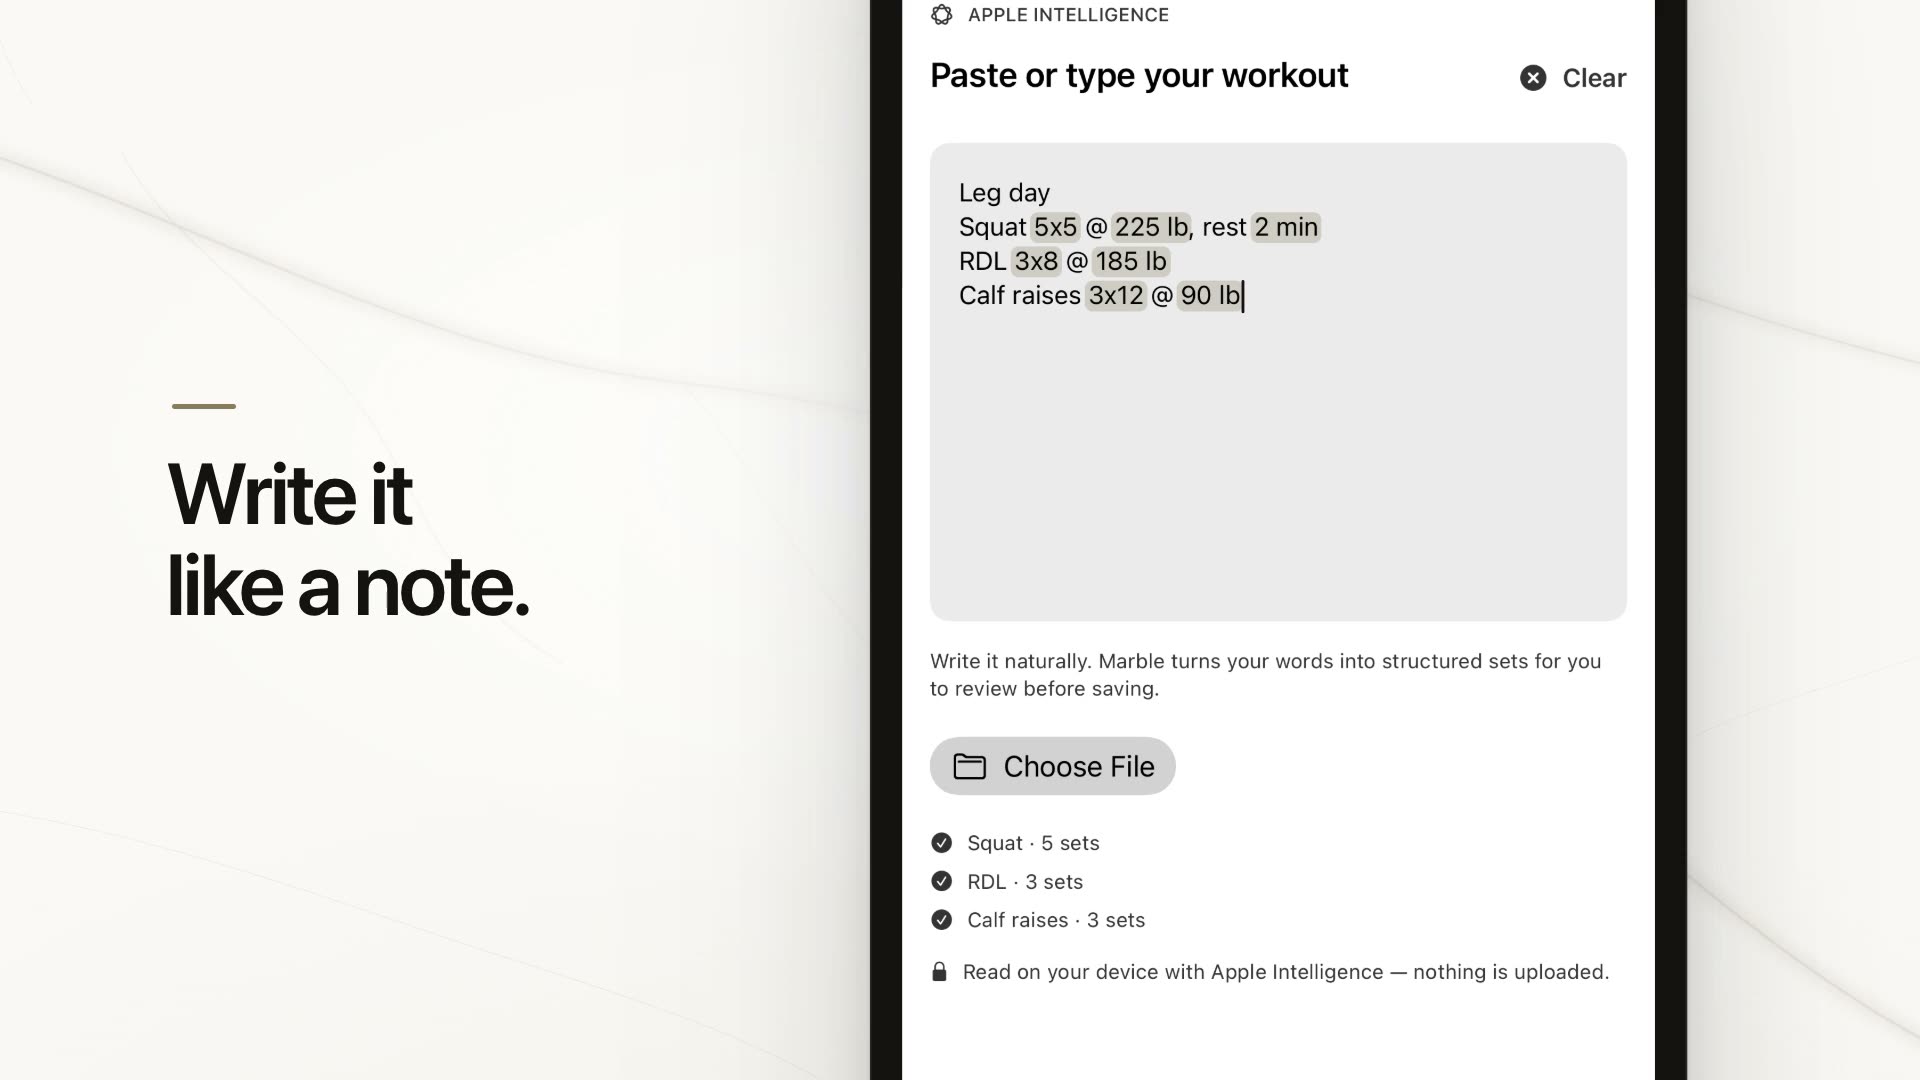 Write it
like a note.
APPLE INTELLIGENCE
Paste or type your workout
Clear
Leg day
Squat 5x5 @ 225 lb, rest 2 min
RDL 3x8 @ 185 lb
Calf raises 3x12 @ 90 lb
Write it naturally. Marble turns your words into structured sets for you
to review before saving.
Choose File
Squat · 5 sets
RDL · 3 sets
Calf raises · 3 sets
Read on your device with Apple Intelligence — nothing is uploaded.